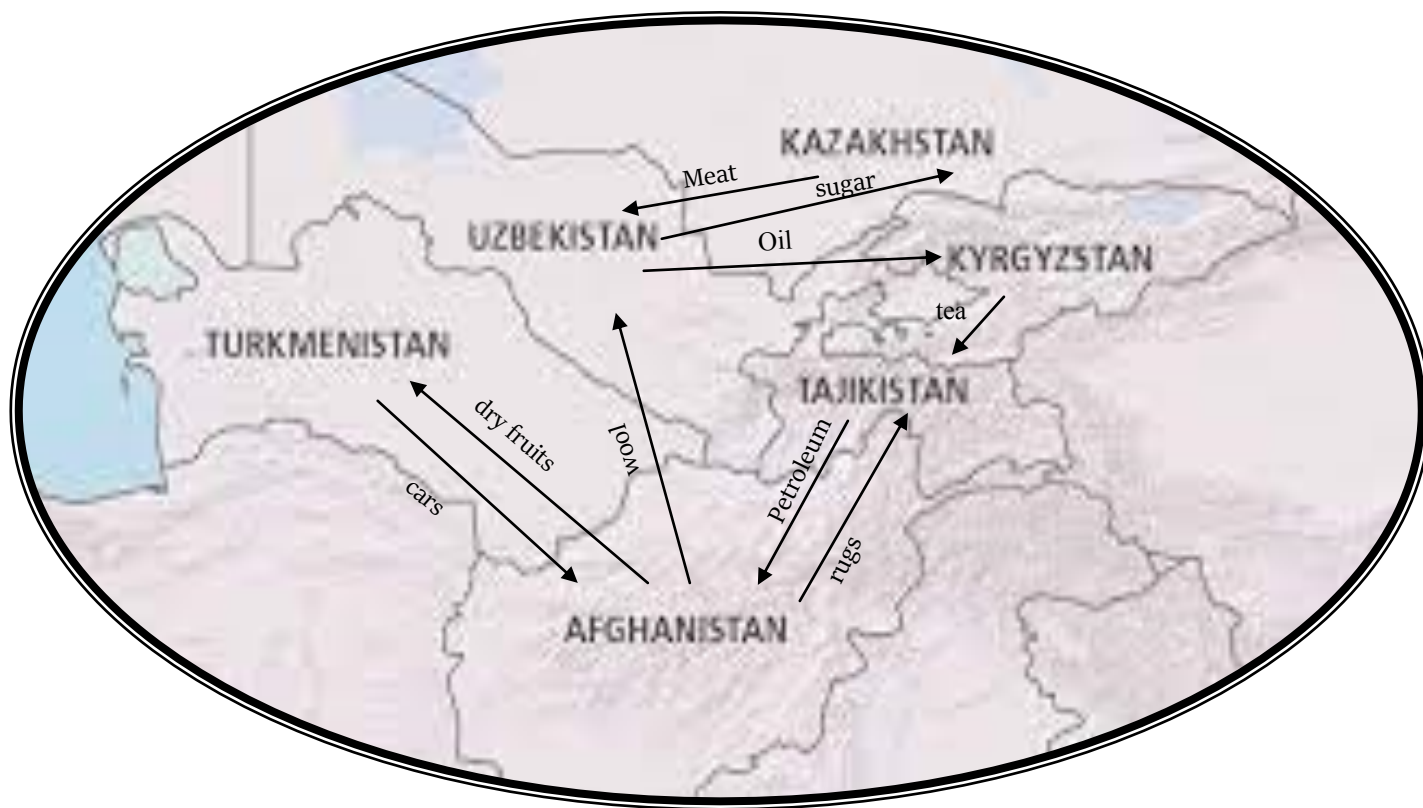 KAZAKHSTAN
Meat
sugar
UZBEKISTAN
Oil
KYRGYZSTAN
tea
TURKMENISTAN
TAJIKISTAN
dry fruits
wool
Petroleum
cars
rugs
AFGHANISTAN